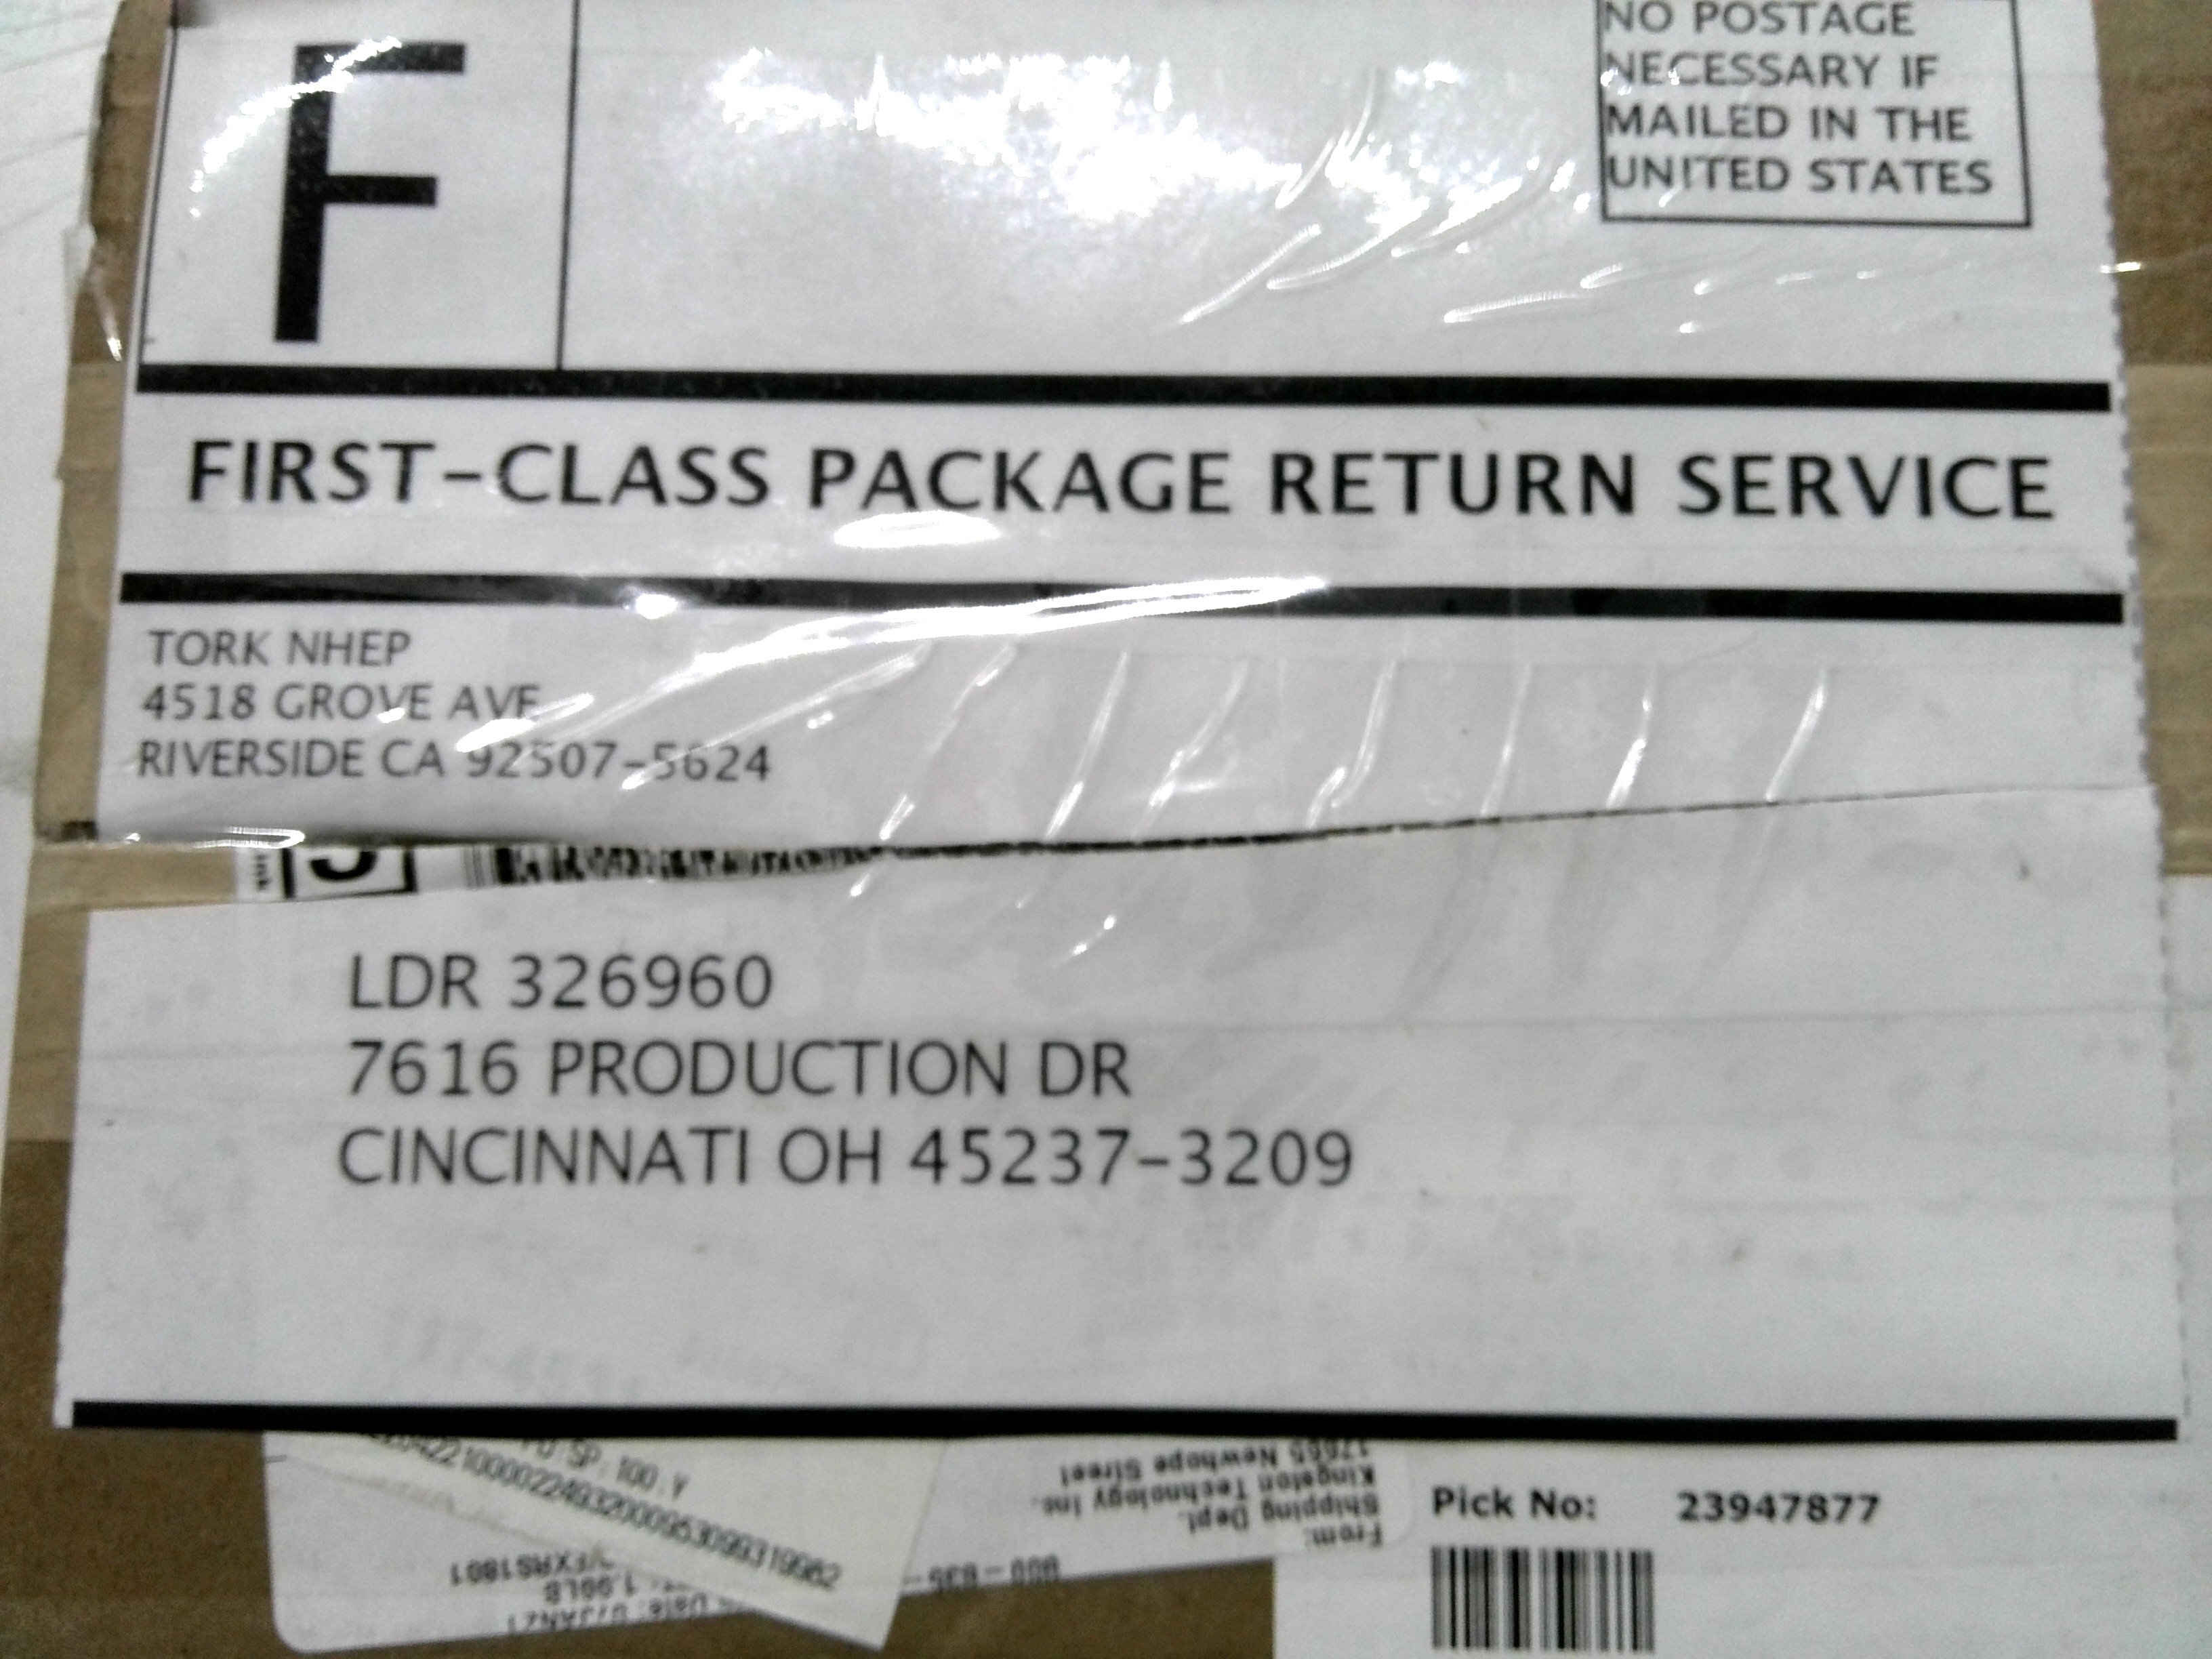 F
NO POSTAGE
NECESSARY IF
MAILED IN THE
UNITED STATES
FIRST-CLASS PACKAGE RETURN SERVICE
TORK NHEP
4518 GROVE AVE
RIVERSIDE CA 92507-5624
LDR 326960
7616 PRODUCTION DR
CINCINNATI OH 45237-3209
SP: 100: Y
From:
Shipping Dept.
Kingston Technology Inc.
17665 Newhope Street
Pick No: 23947877